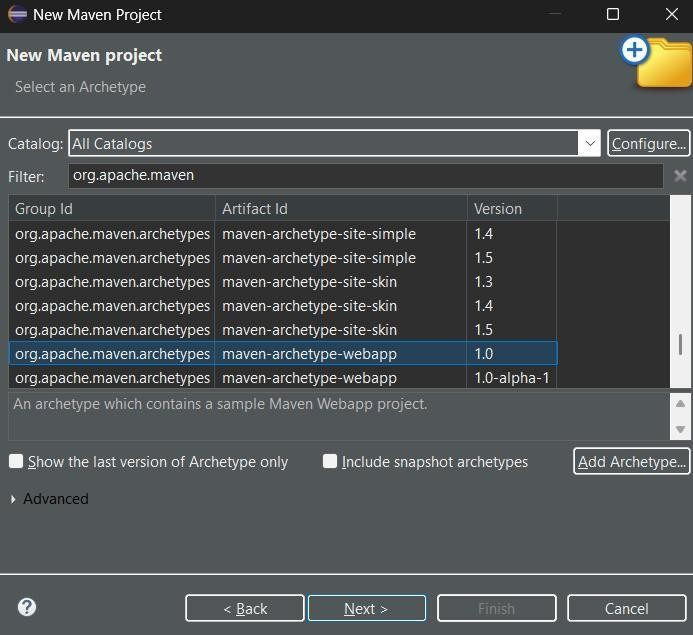 New Maven Project
New Maven project
Select an Archetype
Catalog: All Catalogs Configure...
Filter: org.apache.maven
Group Id Artifact Id Version
org.apache.maven.archetypes maven-archetype-site-simple 1.4
org.apache.maven.archetypes maven-archetype-site-simple 1.5
org.apache.maven.archetypes maven-archetype-site-skin 1.3
org.apache.maven.archetypes maven-archetype-site-skin 1.4
org.apache.maven.archetypes maven-archetype-site-skin 1.5
org.apache.maven.archetypes maven-archetype-webapp 1.0
org.apache.maven.archetypes maven-archetype-webapp 1.0-alpha-1
An archetype which contains a sample Maven Webapp project.
Show the last version of Archetype only Include snapshot archetypes Add Archetype...
Advanced
? < Back Next > Finish Cancel